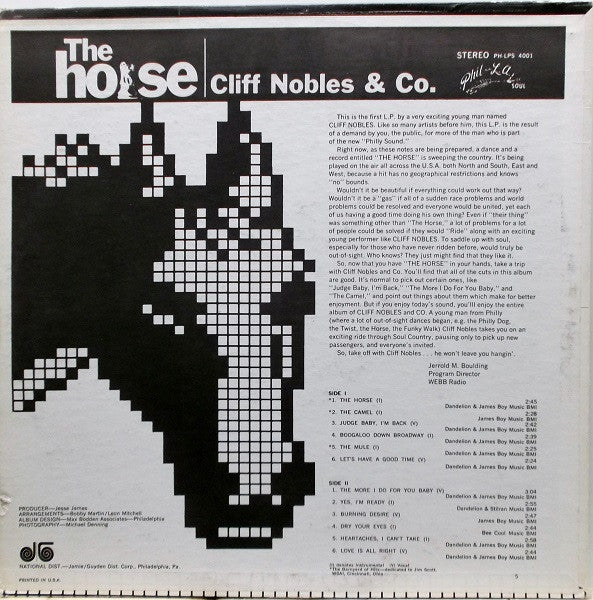 The horse
Cliff Nobles & Co.
STEREO PH-LPS 4001
Phil-L.A.
SOUL
This is the first L.P. by a very exciting young man named
CLIFF NOBLES. Like so many artists before him, this L.P. is the result
of a demand by you, the public, for more of the man who is part
of the new "Philly Sound."
Right now, as these notes are being prepared, a dance and a
record entitled "THE HORSE" is sweeping the country. It's being
played on the air all across the U.S.A. both North and South, East and
West, because a hit has no geographical restrictions and knows
"no" bounds.
Wouldn't it be beautiful if everything could work out that way?
Wouldn't it be a "gas" if all of a sudden race problems and world
problems could be resolved and everyone would be united, yet each
of us having a good time doing his own thing? Even if "their thing"
was something other than "The Horse," a lot of problems for a lot
of people could be solved if they would "Ride" along with an exciting
young performer like CLIFF NOBLES. To saddle up with soul,
especially for those who have never ridden before, would truly be
out-of-sight. Who knows? They just might find that they like it.
So, now that you have "THE HORSE" in your hands, take a trip
with Cliff Nobles and Co. You'll find that all of the cuts in this album
are good. It's normal to pick out certain ones, like
"Judge Baby, I'm Back," "The More I Do For You Baby," and
"The Camel," and point out things about them which make for better
enjoyment. But if you enjoy today's sound, you'll enjoy the entire
album of CLIFF NOBLES and CO. A young man from Philly
(where a lot of out-of-sight dances began, e.g. the Philly Dog,
the Twist, the Horse, the Funky Walk) Cliff Nobles takes you on an
exciting ride through Soul Country, pausing only to pick up new
passengers, and everyone's invited.
So, take off with Cliff Nobles . . . he won't leave you hangin'.
Jerrold M. Boulding
Program Director
WEBB Radio
SIDE I
*1. THE HORSE (I) 2:45
Dandelion & James Boy Music BMI
*2. THE CAMEL (I) 2:28
James Boy Music BMI
3. JUDGE BABY, I'M BACK (V) 2:42
Dandelion & James Boy Music BMI
4. BOOGALOO DOWN BROADWAY (I) 2:39
Dandelion & James Boy Music BMI
*5. THE MULE (I) 2:25
Dandelion & James Boy Music BMI
6. LET'S HAVE A GOOD TIME (V) 2:24
Dandelion & James Boy Music BMI
SIDE II
1. THE MORE I DO FOR YOU BABY (V) 3:04
Dandelion & James Boy Music BMI
2. YES, I'M READY (I) 2:55
Dandelion & Stilran Music BMI
3. BURNING DESIRE (V) 2:47
James Boy Music BMI
4. DRY YOUR EYES (I) 2:44
Bee Cool Music BMI
5. HEARTACHES, I CAN'T TAKE (I) 2:58
Dandelion & James Boy Music BMI
6. LOVE IS ALL RIGHT (V) 2:44
Dandelion & James Boy Music BMI
(I) denotes Instrumental (V) Vocal
*The Barnyard of Hits—dedicated to Jim Scott,
WSAI, Cincinnati, Ohio
PRODUCER—Jesse James
ARRANGEMENTS—Bobby Martin/Leon Mitchell
ALBUM DESIGN—Max Bodden Associates—Philadelphia
PHOTOGRAPHY—Michael Denning
NATIONAL DIST.—Jamie/Guyden Dist. Corp., Philadelphia, Pa.
PRINTED IN U.S.A.